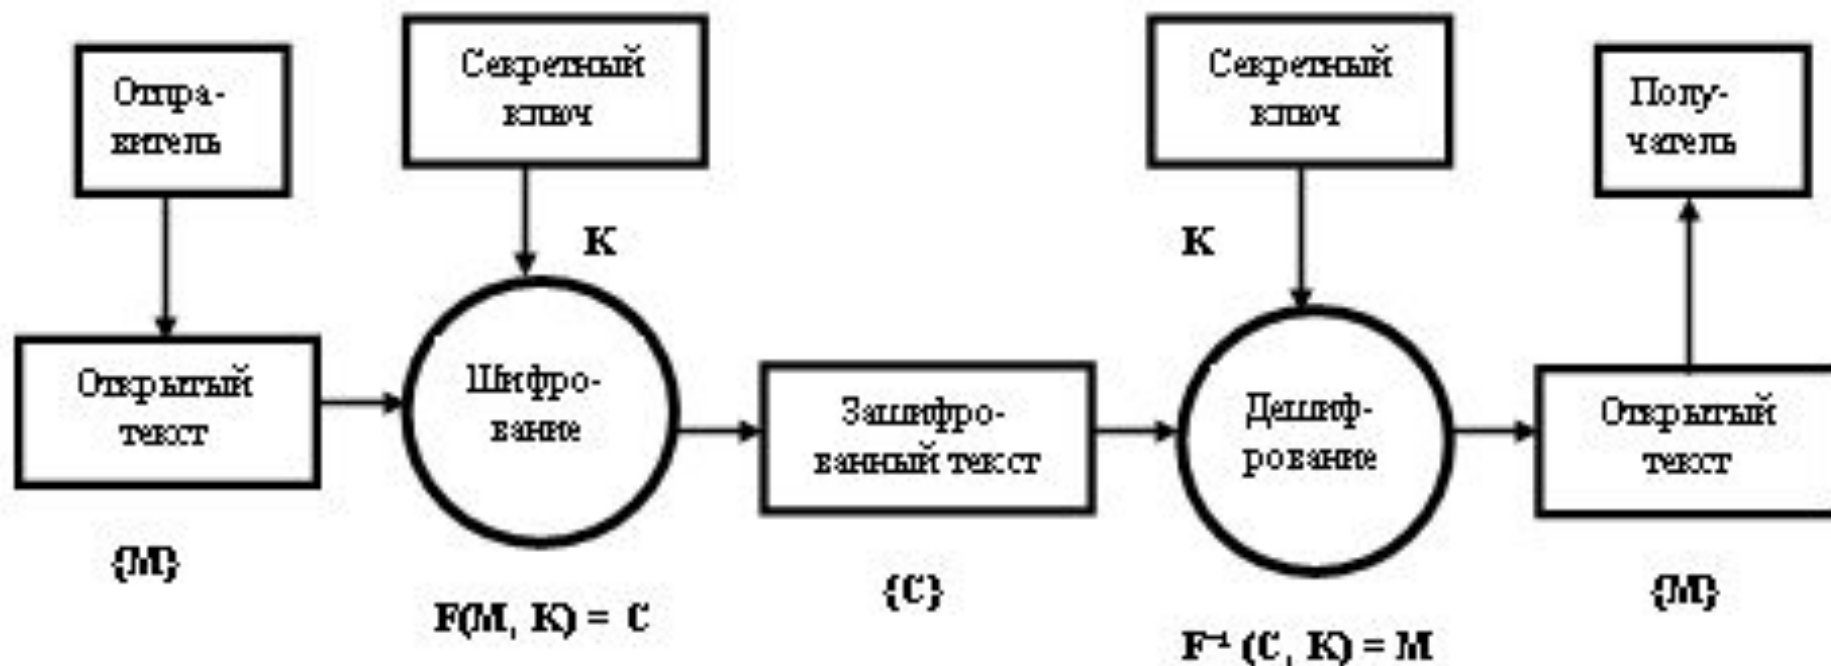 Отпра-
витель
Секретный
ключ
Секретный
ключ
Полу-
чатель
К
К
Открытый
текст
Шифро-
вание
Зашифро-
ванный текст
Дешиф-
рование
Открытый
текст
{М}
F(М, К) = С
{С}
F⁻¹ (С, К) = М
{М}